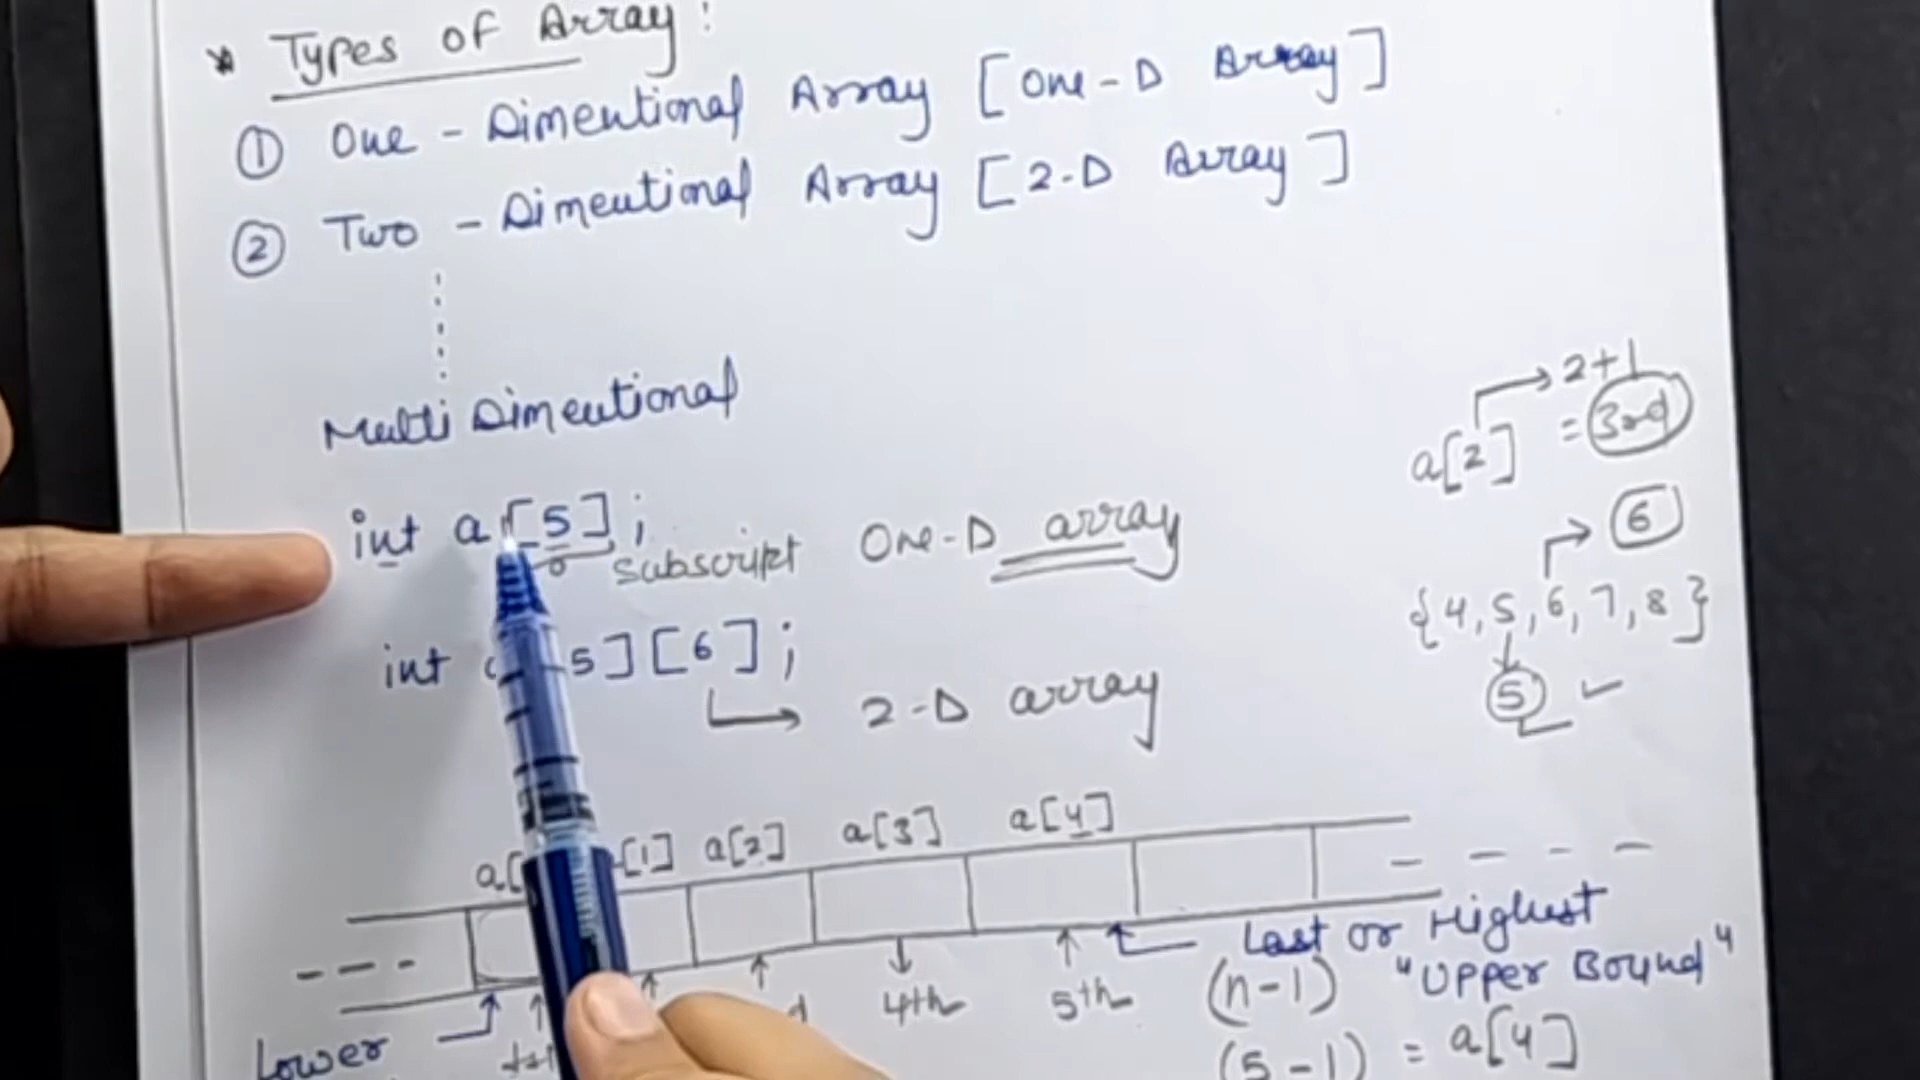 * Types of Array:
① One - Dimentional Array [One-D Array]
② Two - Dimentional Array [2-D Array]
Multi Dimentional
2+1
a[2] = 3rd
int a[5]; Subscript One-D array
6
{4,5,6,7,8}
int 5][6];
5 ✓
2-D array
a[ [1] a[2] a[3] a[4]
Last or Highest
4th 5th (n-1) "Upper Bound"
Lower (5-1) = a[4]